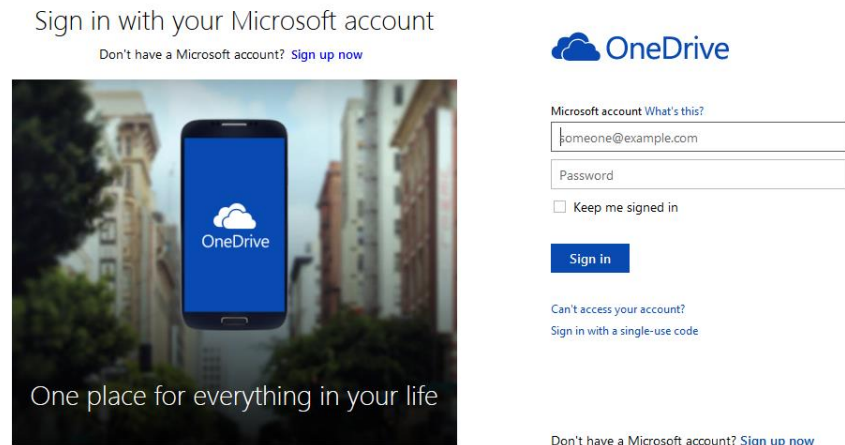 Sign in with your Microsoft account
Don't have a Microsoft account? Sign up now
OneDrive
One place for everything in your life
OneDrive
Microsoft account What's this?
someone@example.com
Password
Keep me signed in
Sign in
Can't access your account?
Sign in with a single-use code
Don't have a Microsoft account? Sign up now